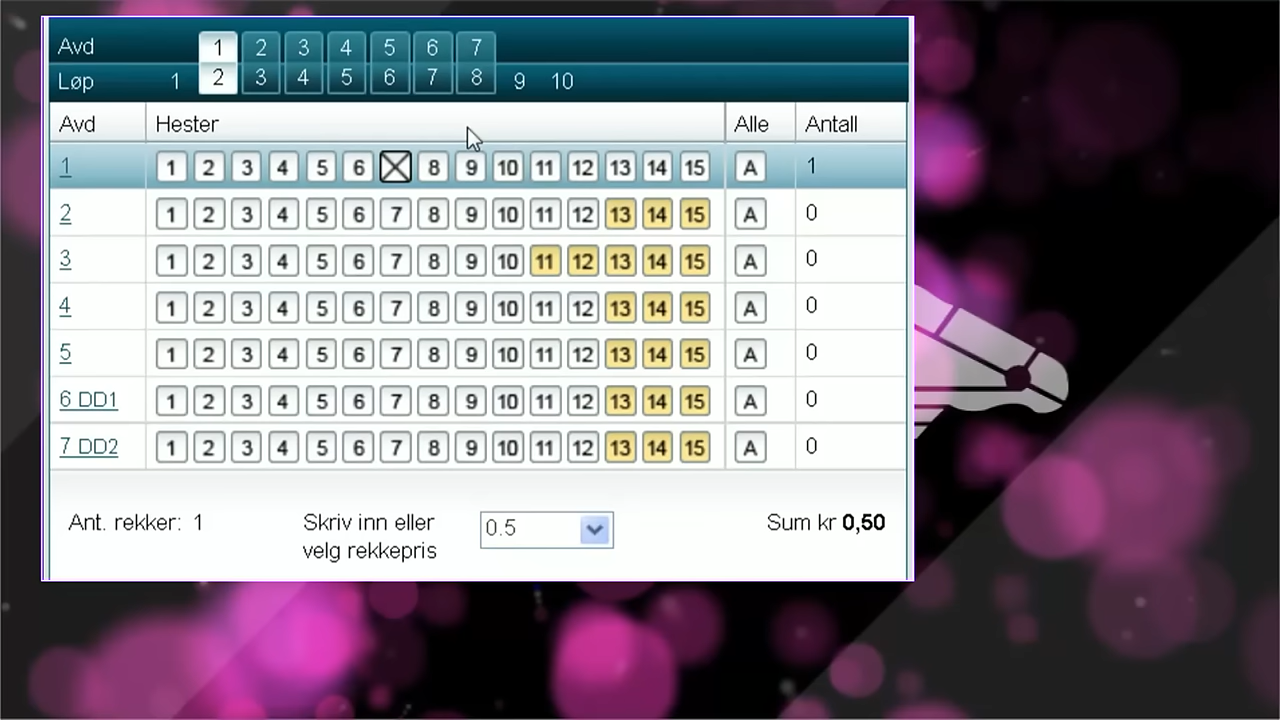 Avd 1 2 3 4 5 6 7
Løp 1 2 3 4 5 6 7 8 9 10
Avd Hester Alle Antall
1 1 2 3 4 5 6 8 9 10 11 12 13 14 15 A 1
2 1 2 3 4 5 6 7 8 9 10 11 12 13 14 15 A 0
3 1 2 3 4 5 6 7 8 9 10 11 12 13 14 15 A 0
4 1 2 3 4 5 6 7 8 9 10 11 12 13 14 15 A 0
5 1 2 3 4 5 6 7 8 9 10 11 12 13 14 15 A 0
6 DD1 1 2 3 4 5 6 7 8 9 10 11 12 13 14 15 A 0
7 DD2 1 2 3 4 5 6 7 8 9 10 11 12 13 14 15 A 0
Ant. rekker: 1 Skriv inn eller 0.5 Sum kr 0,50
velg rekkepris